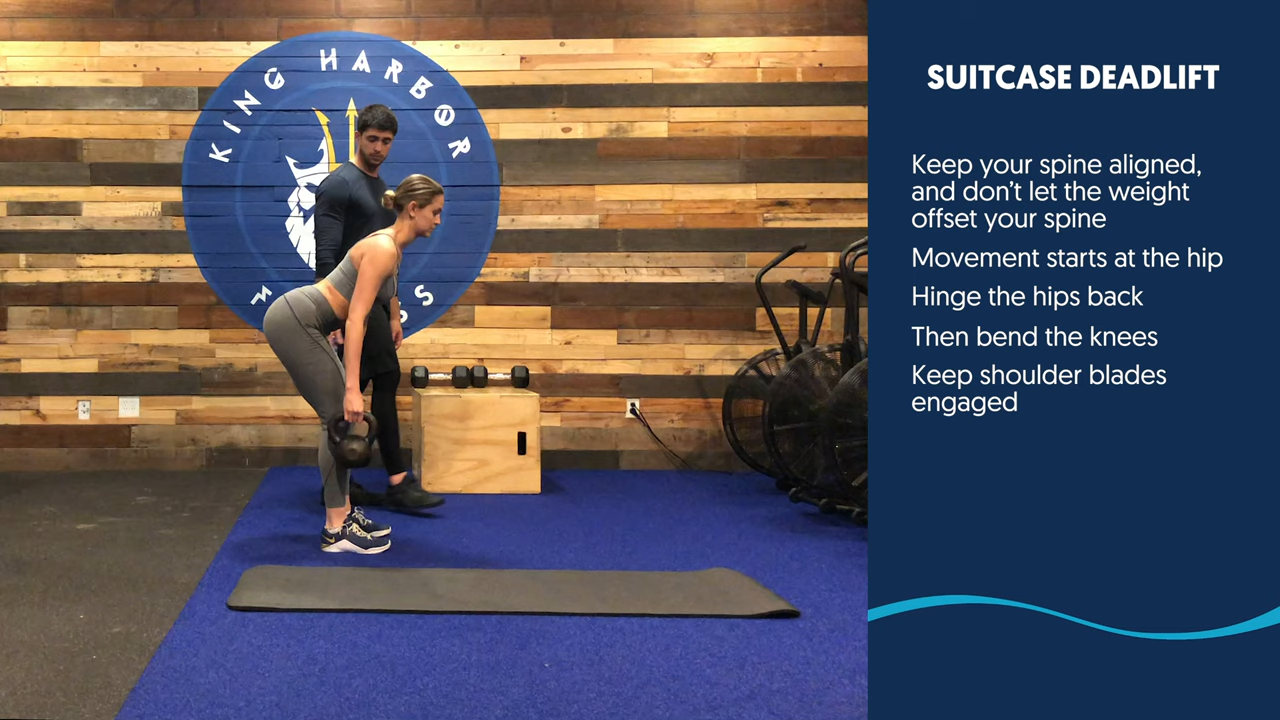 KING HARBOR
SUITCASE DEADLIFT
Keep your spine aligned,
and don't let the weight
offset your spine
Movement starts at the hip
Hinge the hips back
Then bend the knees
Keep shoulder blades
engaged